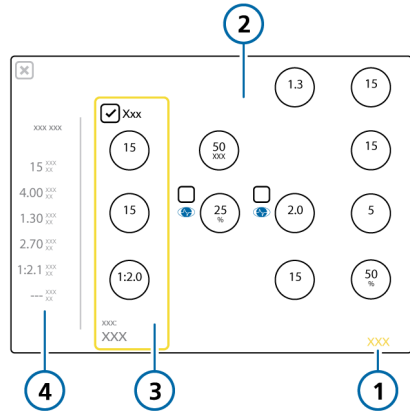 2
1.3
15
Xxx
xxx xxx
15
50
xxx
15
15 xxx xx
4.00 xxx xx
15
25
%
2.0
5
1.30 xxx xx
2.70 xxx xx
1:2.1 xxx xx
1:2.0
15
50
%
--- xxx xx
xxx:
XXX
XXX
4
3
1